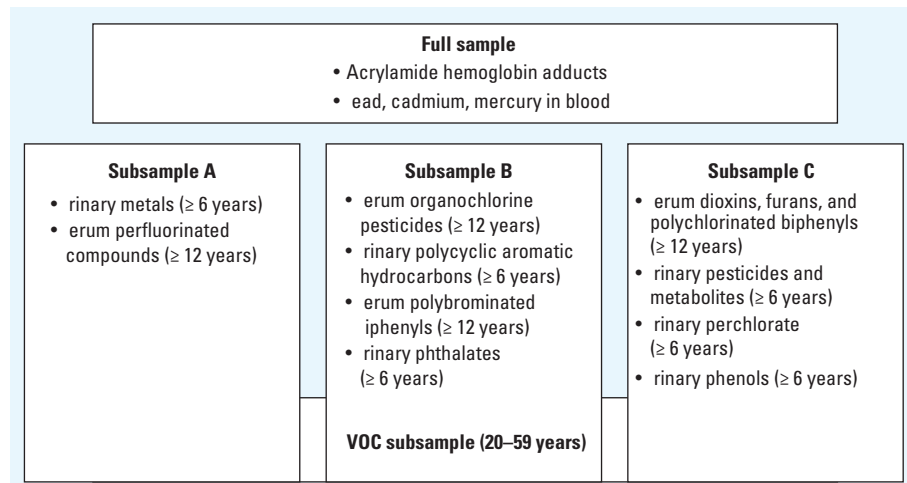 Full sample
• Acrylamide hemoglobin adducts
• ead, cadmium, mercury in blood
Subsample A
• rinary metals (≥ 6 years)
• erum perfluorinated
compounds (≥ 12 years)
Subsample B
• erum organochlorine
pesticides (≥ 12 years)
• rinary polycyclic aromatic
hydrocarbons (≥ 6 years)
• erum polybrominated
iphenyls (≥ 12 years)
• rinary phthalates
(≥ 6 years)
VOC subsample (20–59 years)
Subsample C
• erum dioxins, furans, and
polychlorinated biphenyls
(≥ 12 years)
• rinary pesticides and
metabolites (≥ 6 years)
• rinary perchlorate
(≥ 6 years)
• rinary phenols (≥ 6 years)